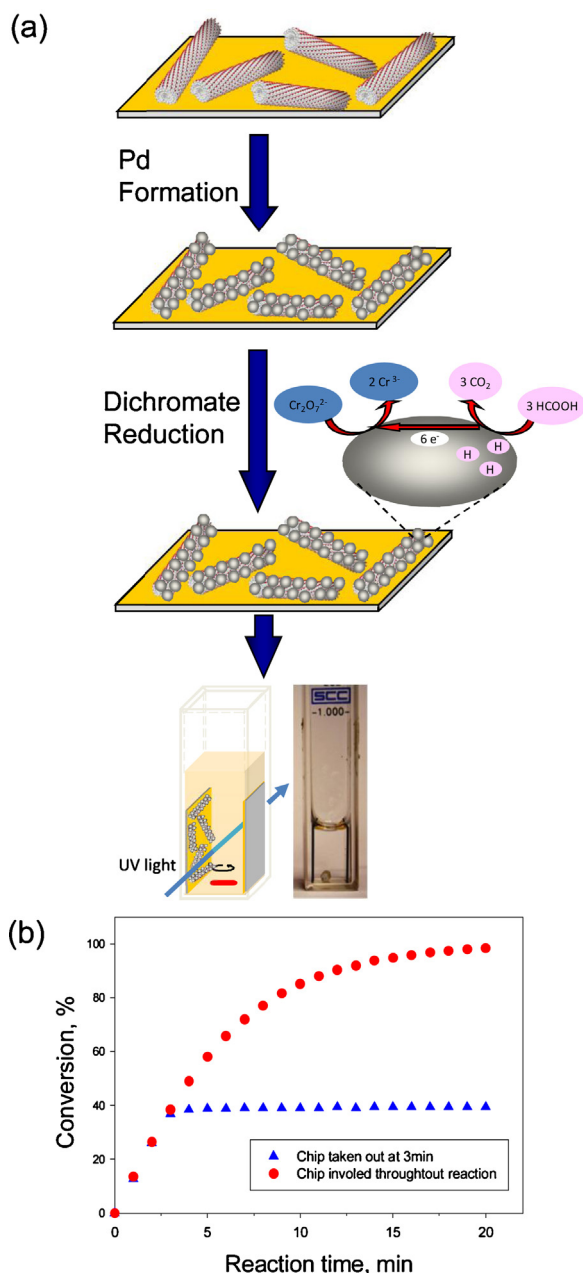 (a)
Pd
Formation
Dichromate
Reduction
Cr₂O₇²⁻
2 Cr³⁻
3 CO₂
3 HCOOH
6 e⁻
H
H
H
SCC
–1.000–
UV light
(b)
Conversion, %
100
80
60
40
20
0
Chip taken out at 3min
Chip involed throughtout reaction
0
5
10
15
20
Reaction time, min